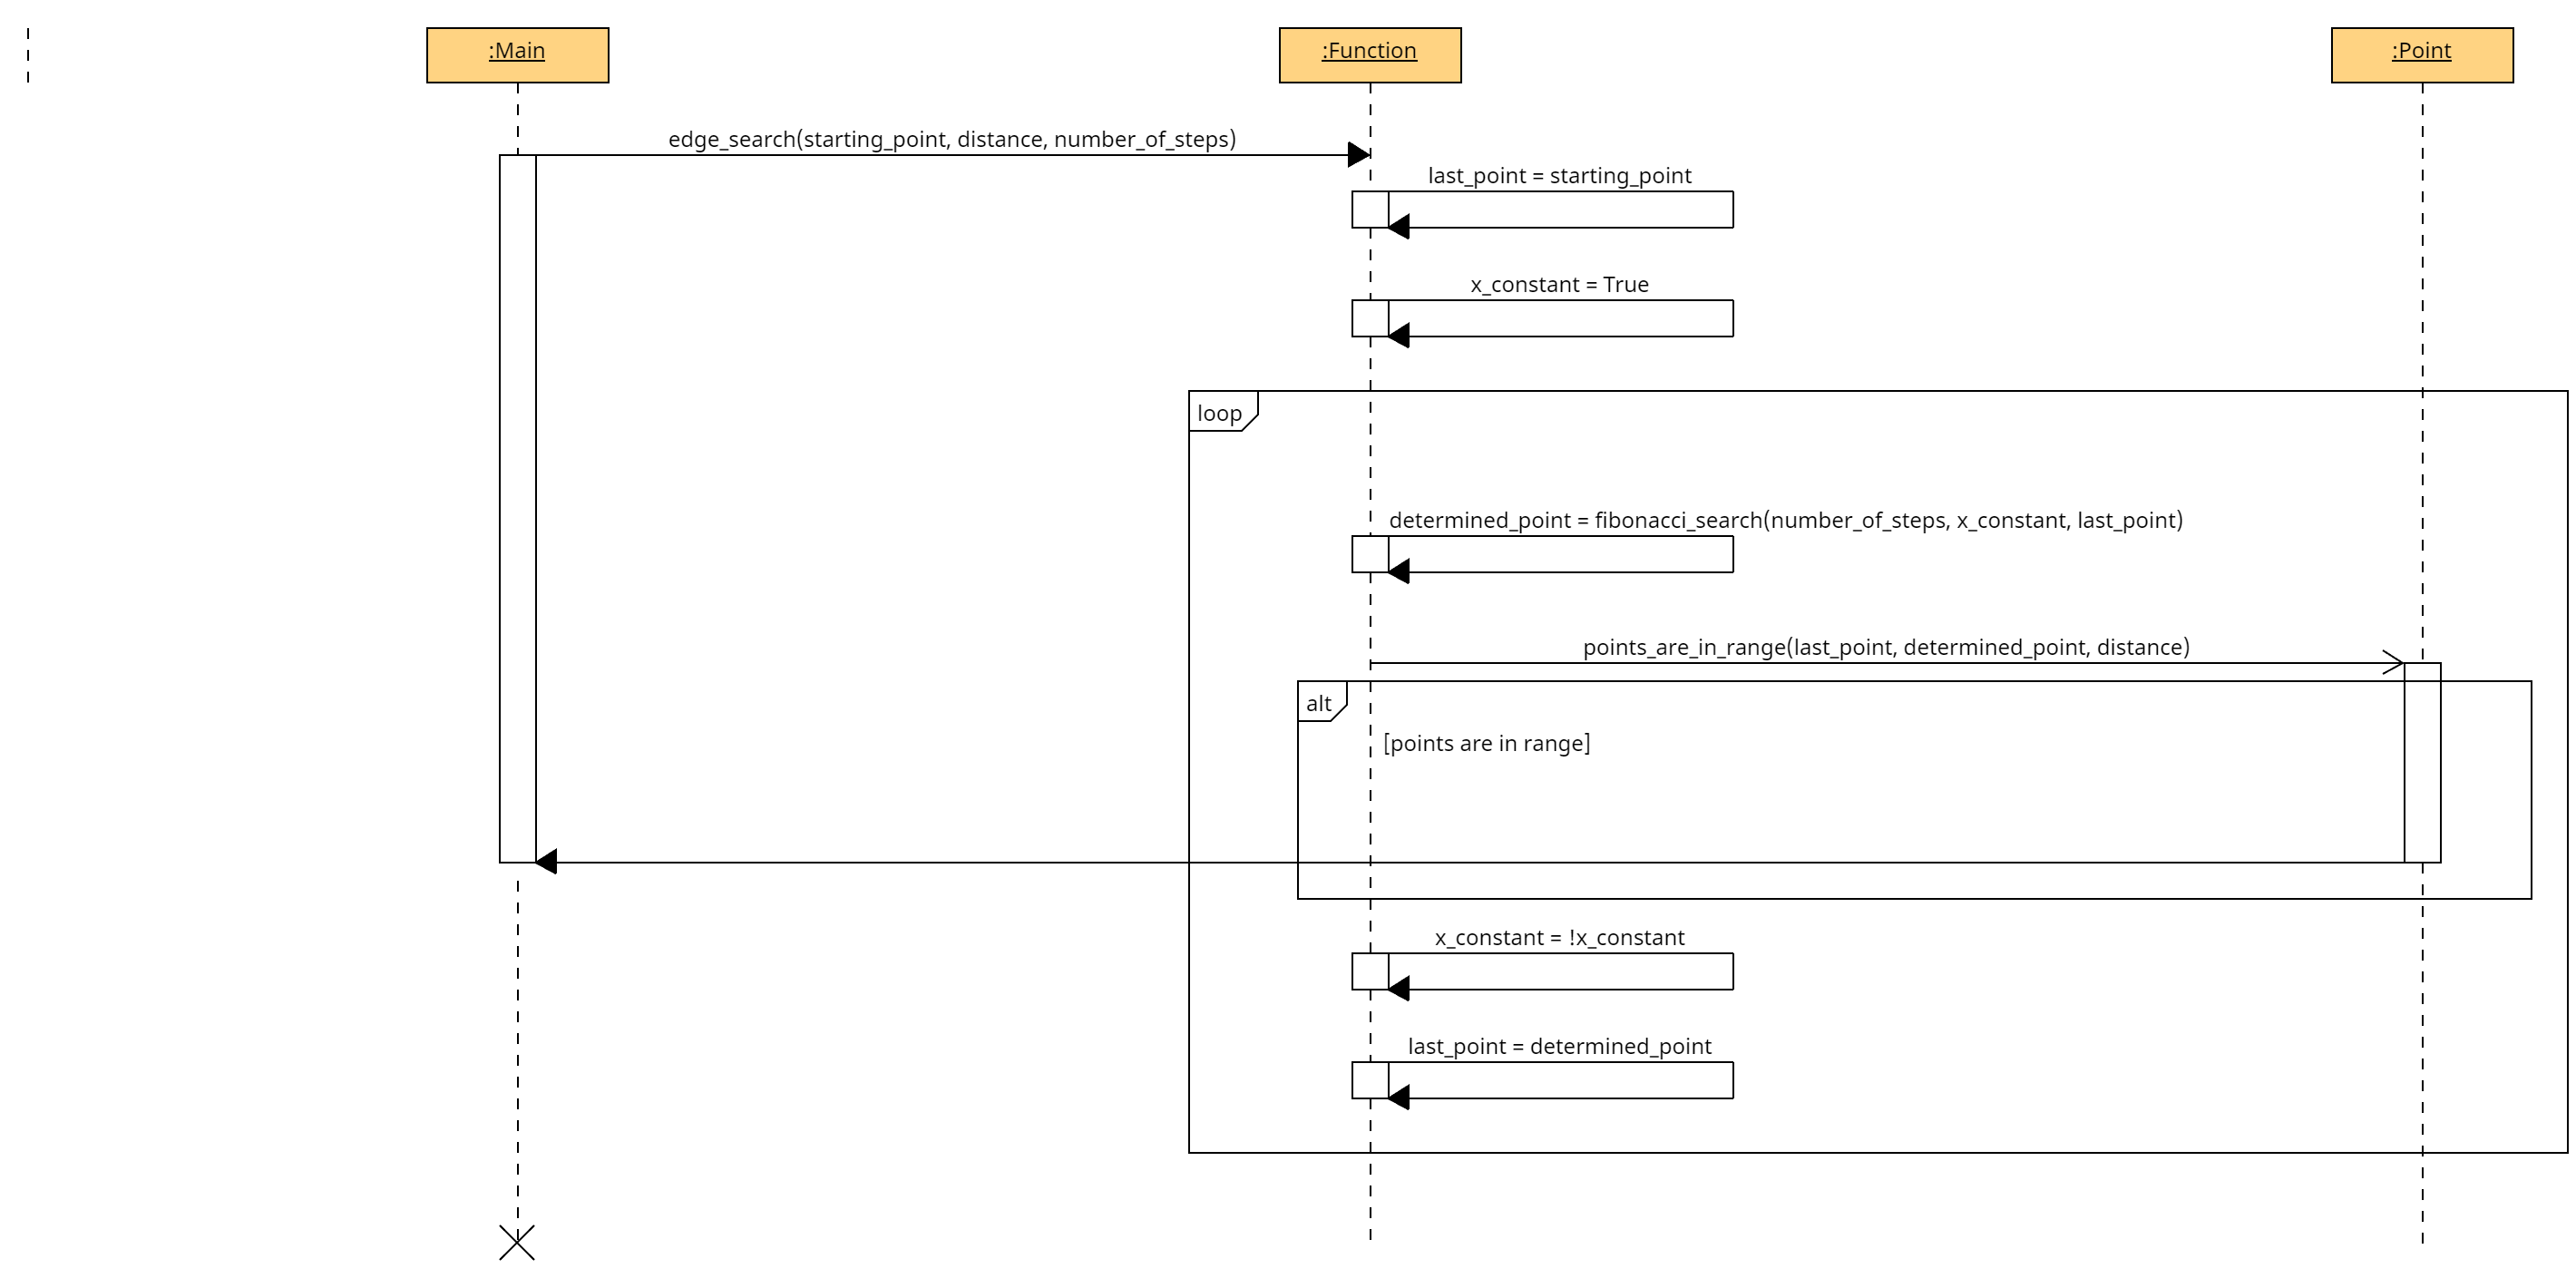 :Main
:Function
:Point
edge_search(starting_point, distance, number_of_steps)
last_point = starting_point
x_constant = True
loop
determined_point = fibonacci_search(number_of_steps, x_constant, last_point)
points_are_in_range(last_point, determined_point, distance)
alt
[points are in range]
x_constant = !x_constant
last_point = determined_point